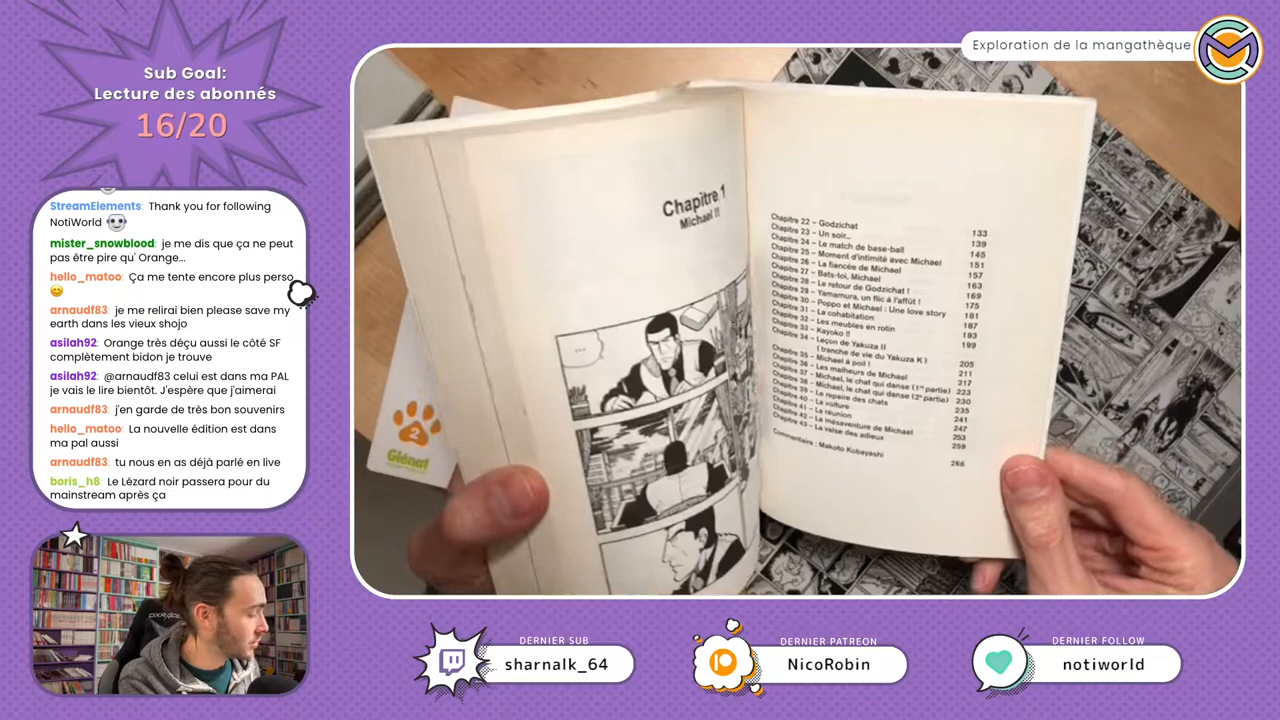 Sub Goal:
Lecture des abonnés
16/20
StreamElements: Thank you for following
NotiWorld
mister_snowblood: je me dis que ça ne peut
pas être pire qu' Orange...
hello_matoo: Ça me tente encore plus perso
arnaudf83: je me relirai bien please save my
earth dans les vieux shojo
asilah92: Orange très déçu aussi le côté SF
complètement bidon je trouve
asilah92: @arnaudf83 celui est dans ma PAL
je vais le lire bientôt. J'espère que j'aimerai
arnaudf83: j'en garde de très bon souvenirs
hello_matoo: La nouvelle édition est dans
ma pal aussi
arnaudf83: tu nous en as déjà parlé en live
boris_h8: Le Lézard noir passera pour du
mainstream après ça
Exploration de la mangathèque
Chapitre 1
Michael !!
2
Glénat
Chapitre 22 – Godzichat 133
Chapitre 23 – Un soir... 139
Chapitre 24 – Le match de base-ball 145
Chapitre 25 – Moment d'intimité avec Michael 151
Chapitre 26 – La fiancée de Michael 157
Chapitre 27 – Bats-toi, Michael 163
Chapitre 28 – Le retour de Godzichat ! 169
Chapitre 29 – Yamamura, un flic à l'affût ! 175
Chapitre 30 – Poppo et Michael : Une love story 181
Chapitre 31 – La cohabitation 187
Chapitre 32 – Les meubles en rotin 193
Chapitre 33 – Kayoko !! 199
Chapitre 34 – Leçon de Yakuza II
(tranche de vie du Yakuza K) 205
Chapitre 35 – Michael à poil ! 211
Chapitre 36 – Les malheurs de Michael 217
Chapitre 37 – Michael, le chat qui danse (1re partie) 223
Chapitre 38 – Michael, le chat qui danse (2e partie) 230
Chapitre 39 – Le repaire des chats 235
Chapitre 40 – La voiture 241
Chapitre 41 – La réunion 247
Chapitre 42 – La mésaventure de Michael 253
Chapitre 43 – La valse des adieux 259
Commentaire : Makoto Kobayashi 266
DXRACER
DERNIER SUB
sharnalk_64
DERNIER PATREON
NicoRobin
DERNIER FOLLOW
notiworld